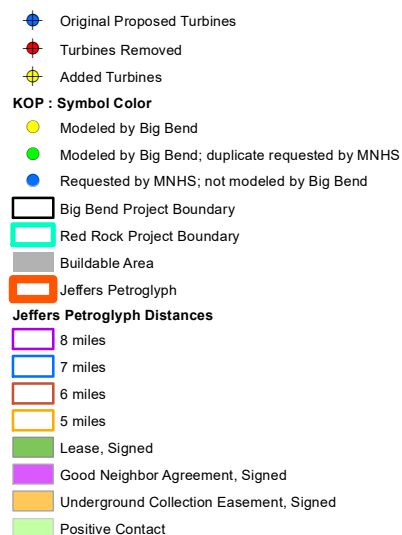 Original Proposed Turbines
Turbines Removed
Added Turbines
KOP : Symbol Color
Modeled by Big Bend
Modeled by Big Bend; duplicate requested by MNHS
Requested by MNHS; not modeled by Big Bend
Big Bend Project Boundary
Red Rock Project Boundary
Buildable Area
Jeffers Petroglyph
Jeffers Petroglyph Distances
8 miles
7 miles
6 miles
5 miles
Lease, Signed
Good Neighbor Agreement, Signed
Underground Collection Easement, Signed
Positive Contact